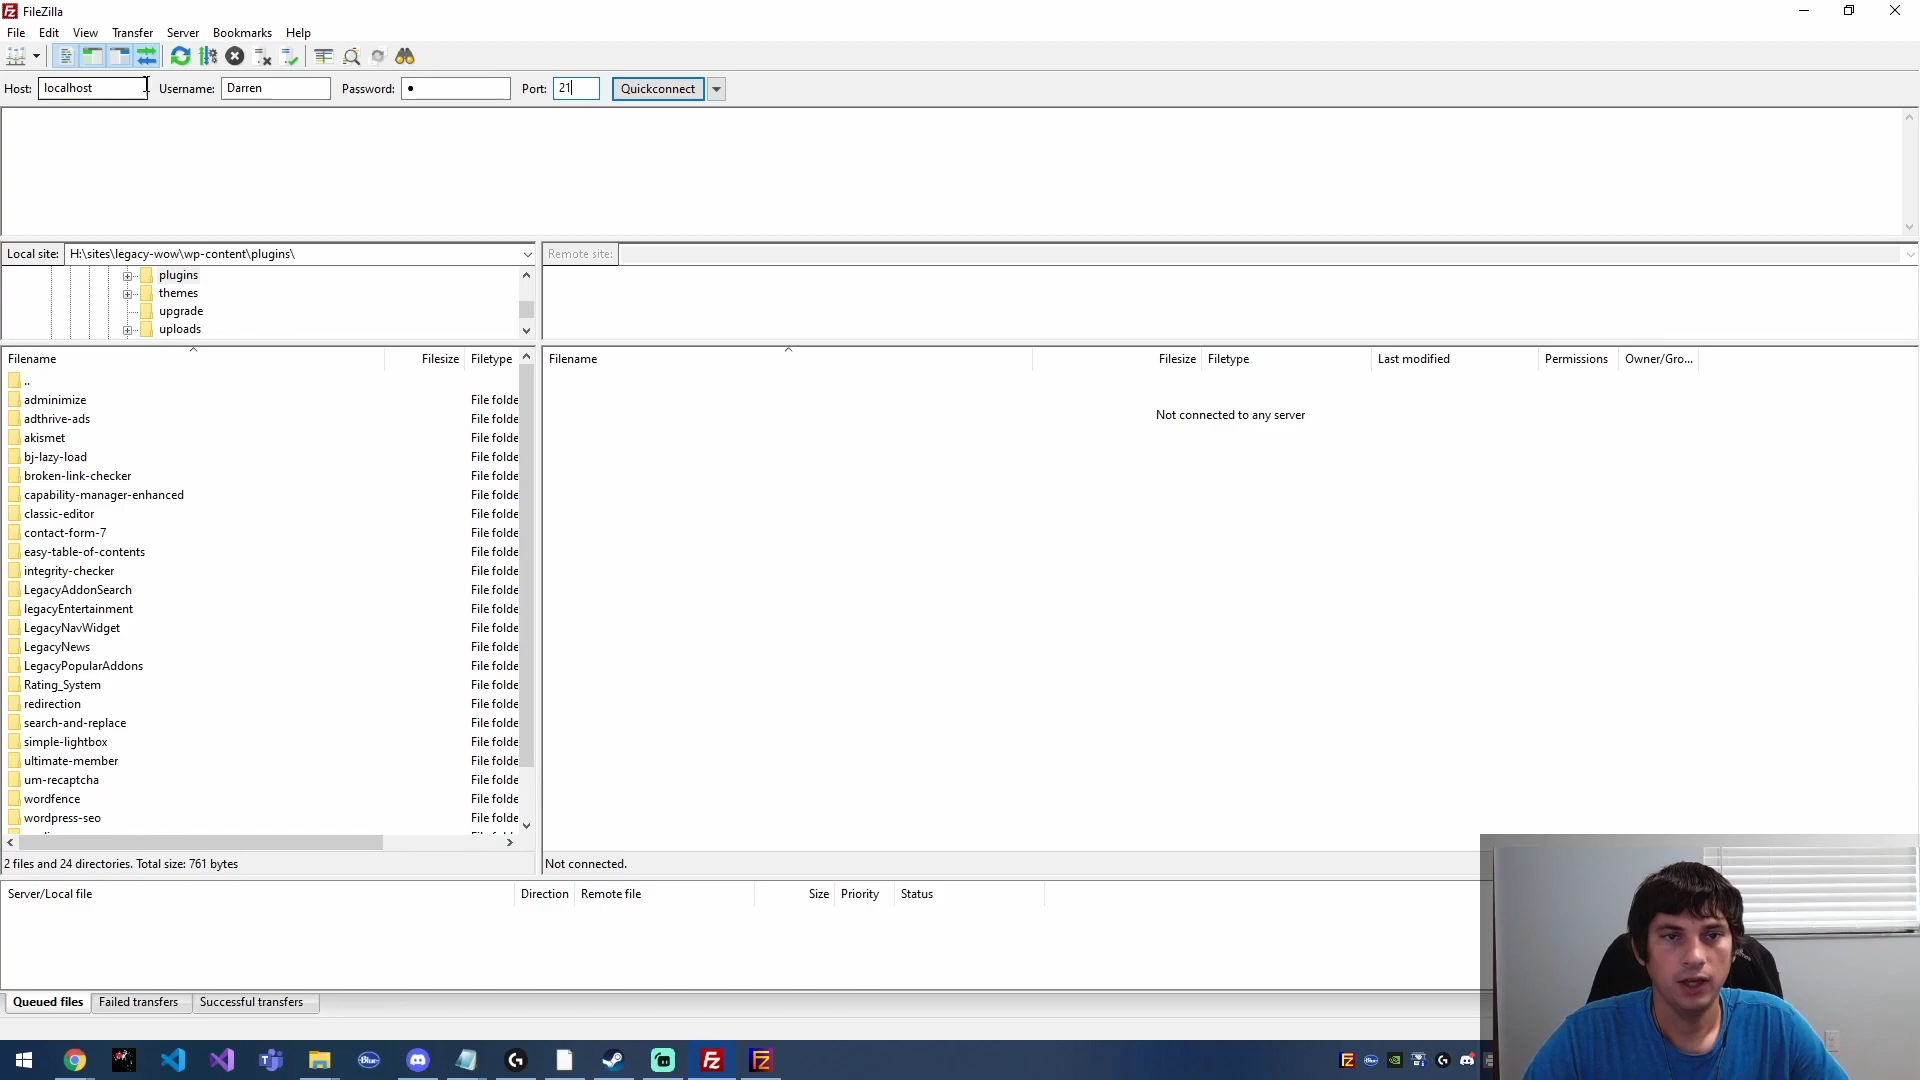 FileZilla
File Edit View Transfer Server Bookmarks Help
Host: localhost Username: Darren Password: ● Port: 21 Quickconnect
Local site: H:\sites\legacy-wow\wp-content\plugins\ Remote site:
plugins
themes
upgrade
uploads
Filename Filesize Filetype
..
adminimize File folde
adthrive-ads File folde
akismet File folde
bj-lazy-load File folde
broken-link-checker File folde
capability-manager-enhanced File folde
classic-editor File folde
contact-form-7 File folde
easy-table-of-contents File folde
integrity-checker File folde
LegacyAddonSearch File folde
legacyEntertainment File folde
LegacyNavWidget File folde
LegacyNews File folde
LegacyPopularAddons File folde
Rating_System File folde
redirection File folde
search-and-replace File folde
simple-lightbox File folde
ultimate-member File folde
um-recaptcha File folde
wordfence File folde
wordpress-seo File folde
2 files and 24 directories. Total size: 761 bytes
Filename Filesize Filetype Last modified Permissions Owner/Gro...
Not connected to any server
Not connected.
Server/Local file Direction Remote file Size Priority Status
Queued files Failed transfers Successful transfers
Blue